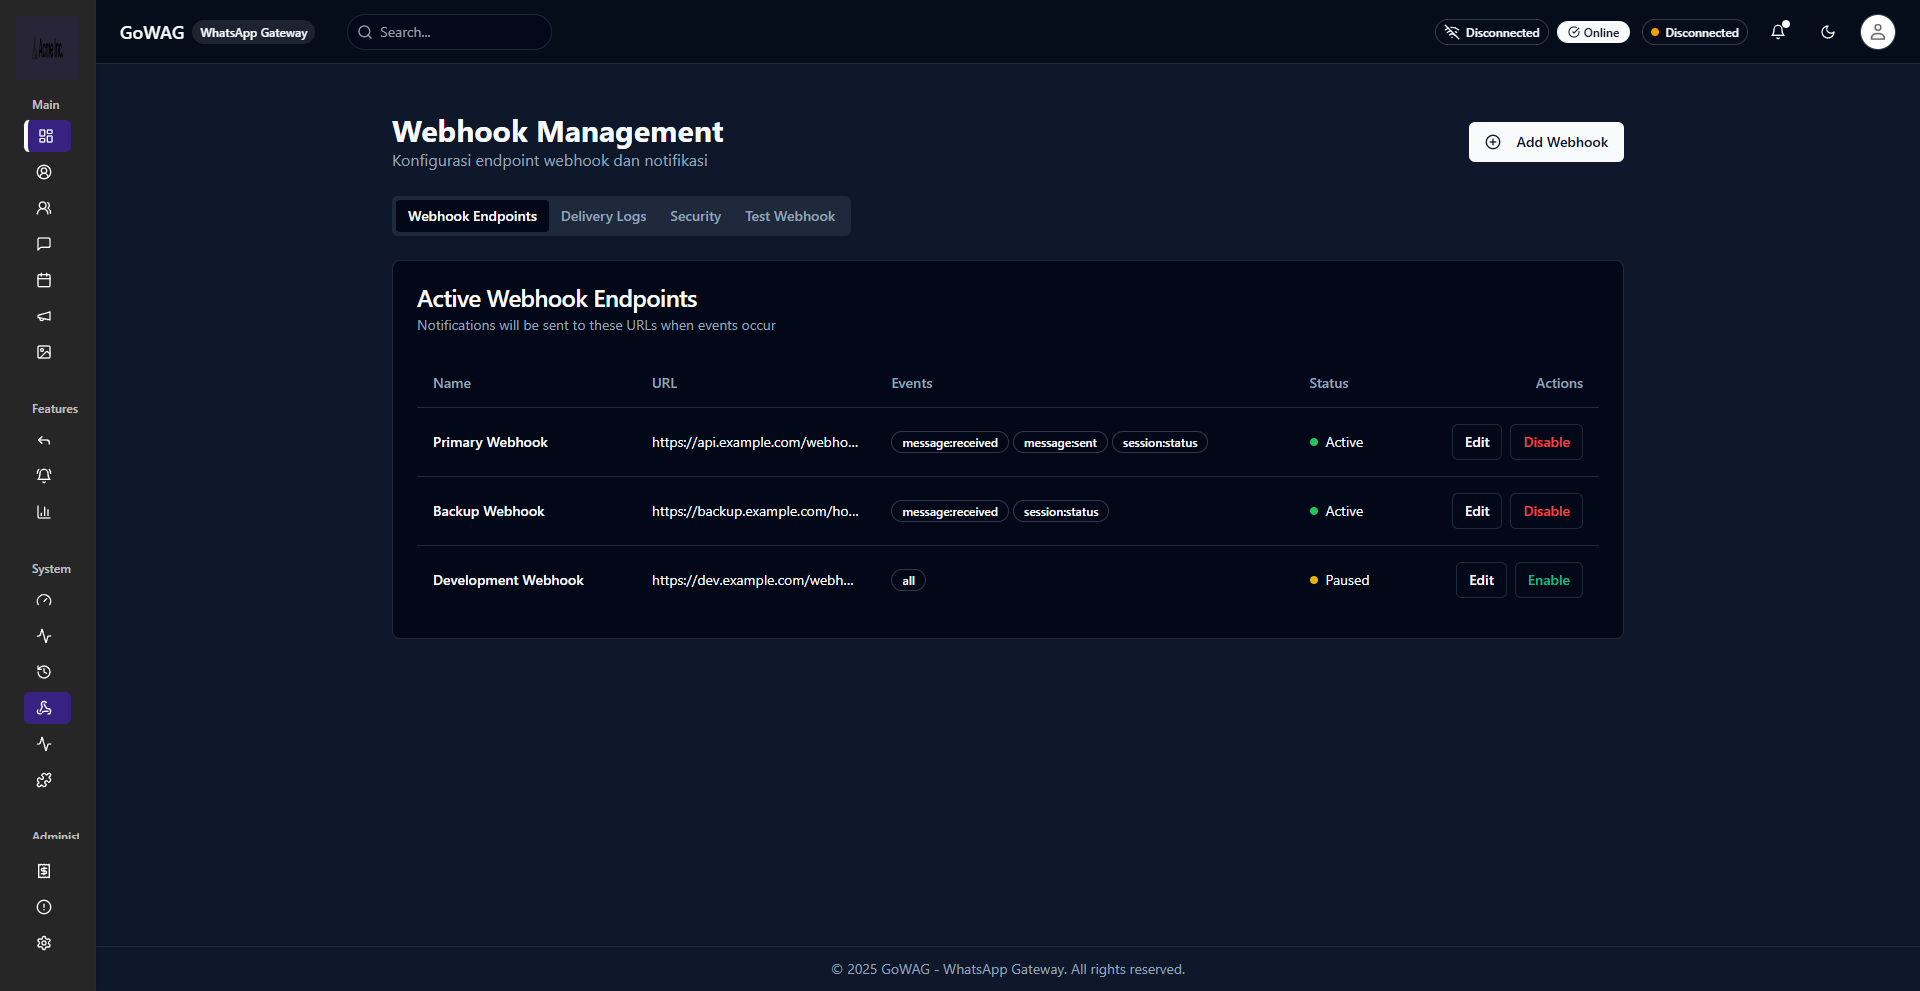 Acme Inc.
GoWAG WhatsApp Gateway Search... Disconnected Online Disconnected
Main
Features
System
Administ
Webhook Management
Konfigurasi endpoint webhook dan notifikasi
Add Webhook
Webhook Endpoints Delivery Logs Security Test Webhook
Active Webhook Endpoints
Notifications will be sent to these URLs when events occur
Name URL Events Status Actions
Primary Webhook https://api.example.com/webho... message:received message:sent session:status Active Edit Disable
Backup Webhook https://backup.example.com/ho... message:received session:status Active Edit Disable
Development Webhook https://dev.example.com/webh... all Paused Edit Enable
© 2025 GoWAG - WhatsApp Gateway. All rights reserved.